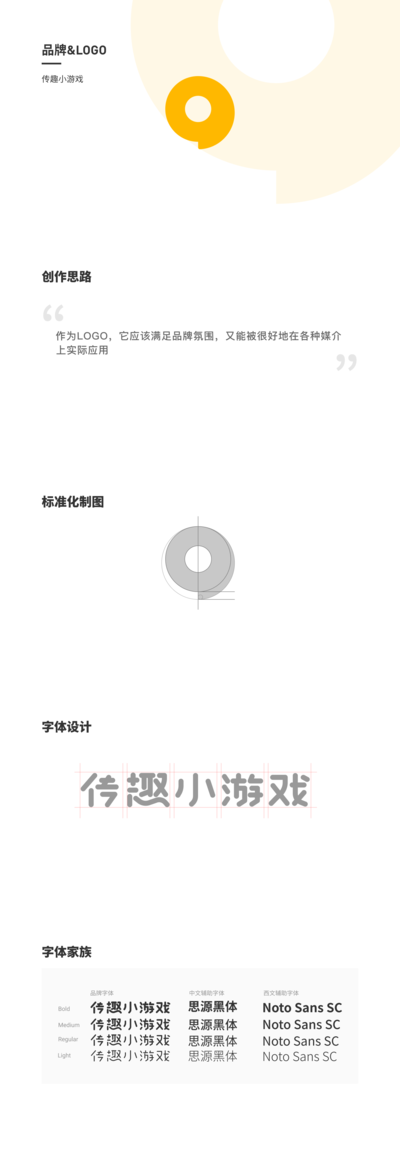 品牌&LOGO
传趣小游戏
创作思路
“
作为LOGO，它应该满足品牌氛围，又能被很好地在各种媒介
上实际应用
”
标准化制图
字体设计
传趣小游戏
字体家族
品牌字体 中文辅助字体 西文辅助字体
Bold 传趣小游戏 思源黑体 Noto Sans SC
Medium 传趣小游戏 思源黑体 Noto Sans SC
Regular 传趣小游戏 思源黑体 Noto Sans SC
Light 传趣小游戏 思源黑体 Noto Sans SC